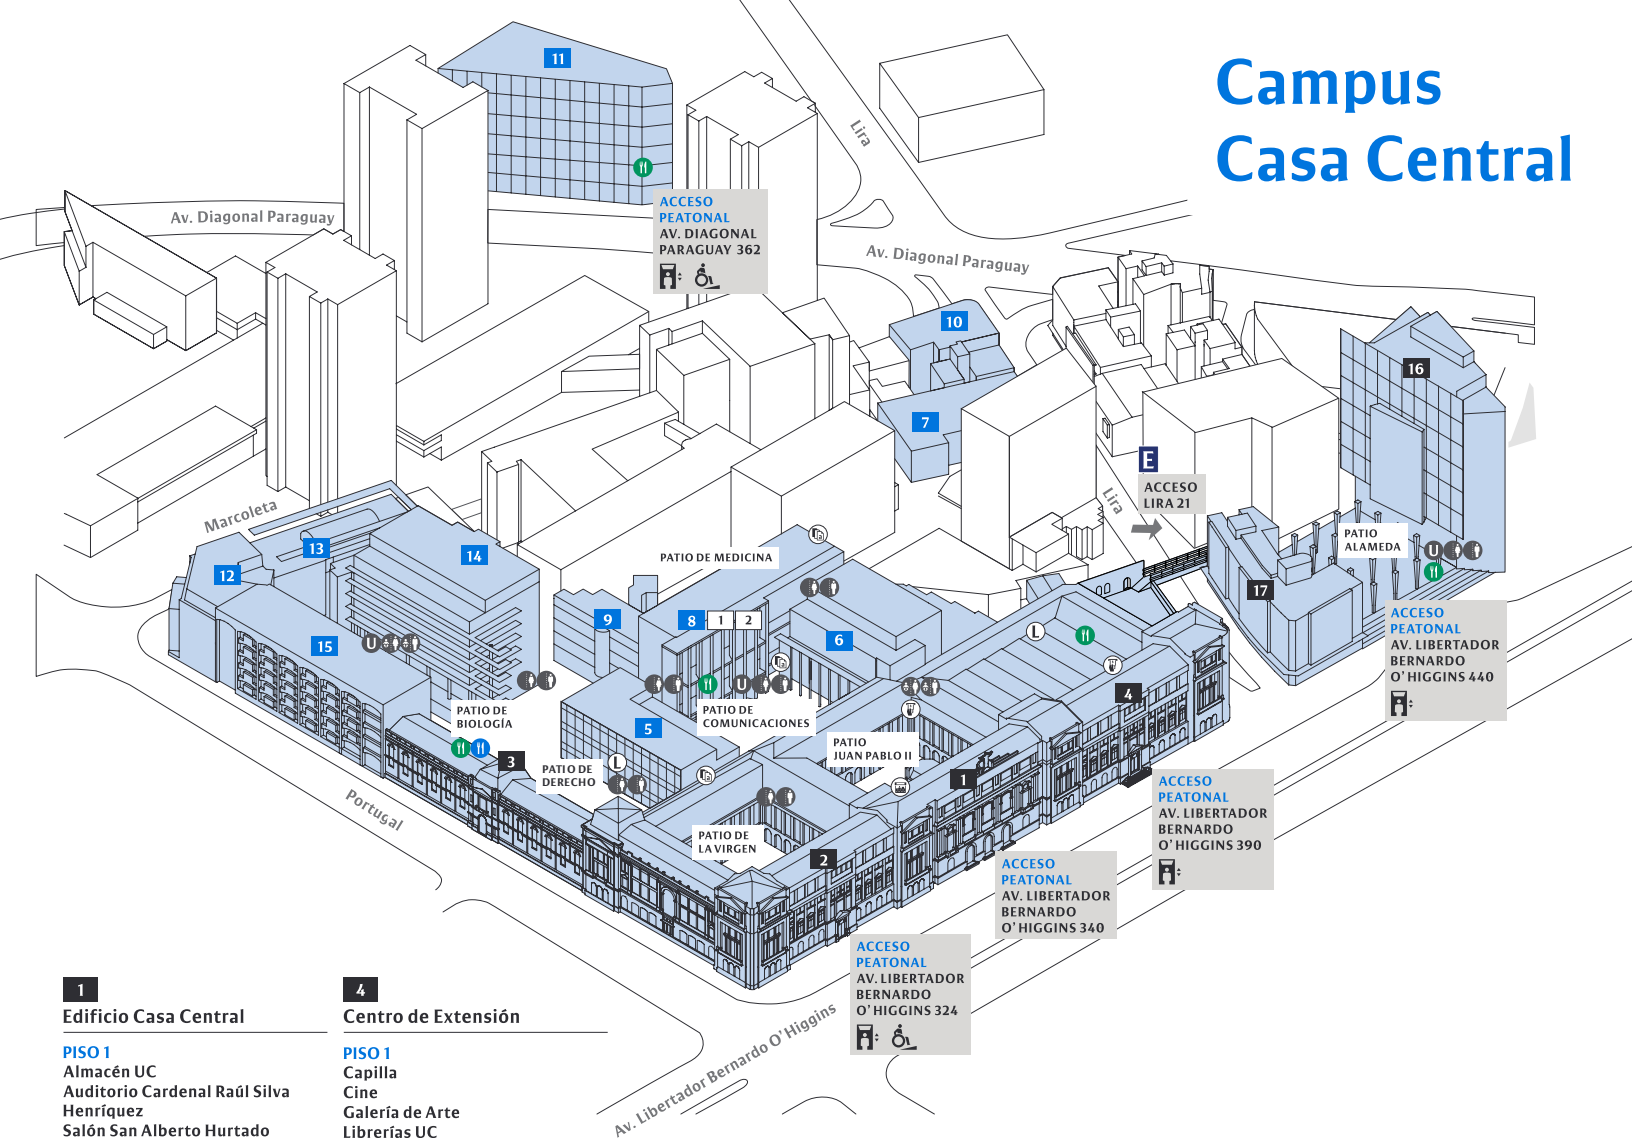 Campus
Casa Central
11
Lira
Av. Diagonal Paraguay
ACCESO
PEATONAL
AV. DIAGONAL
PARAGUAY 362
Av. Diagonal Paraguay
10
16
7
E
ACCESO
LIRA 21
Lira
Marcoleta
PATIO
ALAMEDA
U
13
14
12
PATIO DE MEDICINA
17
9
8
1
2
6
L
15
U
ACCESO
PEATONAL
AV. LIBERTADOR
BERNARDO
O’ HIGGINS 440
U
4
PATIO DE
BIOLOGÍA
PATIO DE
COMUNICACIONES
5
PATIO
JUAN PABLO II
3
L
PATIO DE
DERECHO
1
ACCESO
PEATONAL
AV. LIBERTADOR
BERNARDO
O’ HIGGINS 390
Portugal
PATIO DE
LA VIRGEN
2
ACCESO
PEATONAL
AV. LIBERTADOR
BERNARDO
O’ HIGGINS 340
ACCESO
PEATONAL
AV. LIBERTADOR
BERNARDO
O’ HIGGINS 324
Av. Libertador Bernardo O’ Higgins
1
Edificio Casa Central
PISO 1
Almacén UC
Auditorio Cardenal Raúl Silva
Henríquez
Salón San Alberto Hurtado
4
Centro de Extensión
PISO 1
Capilla
Cine
Galería de Arte
Librerías UC